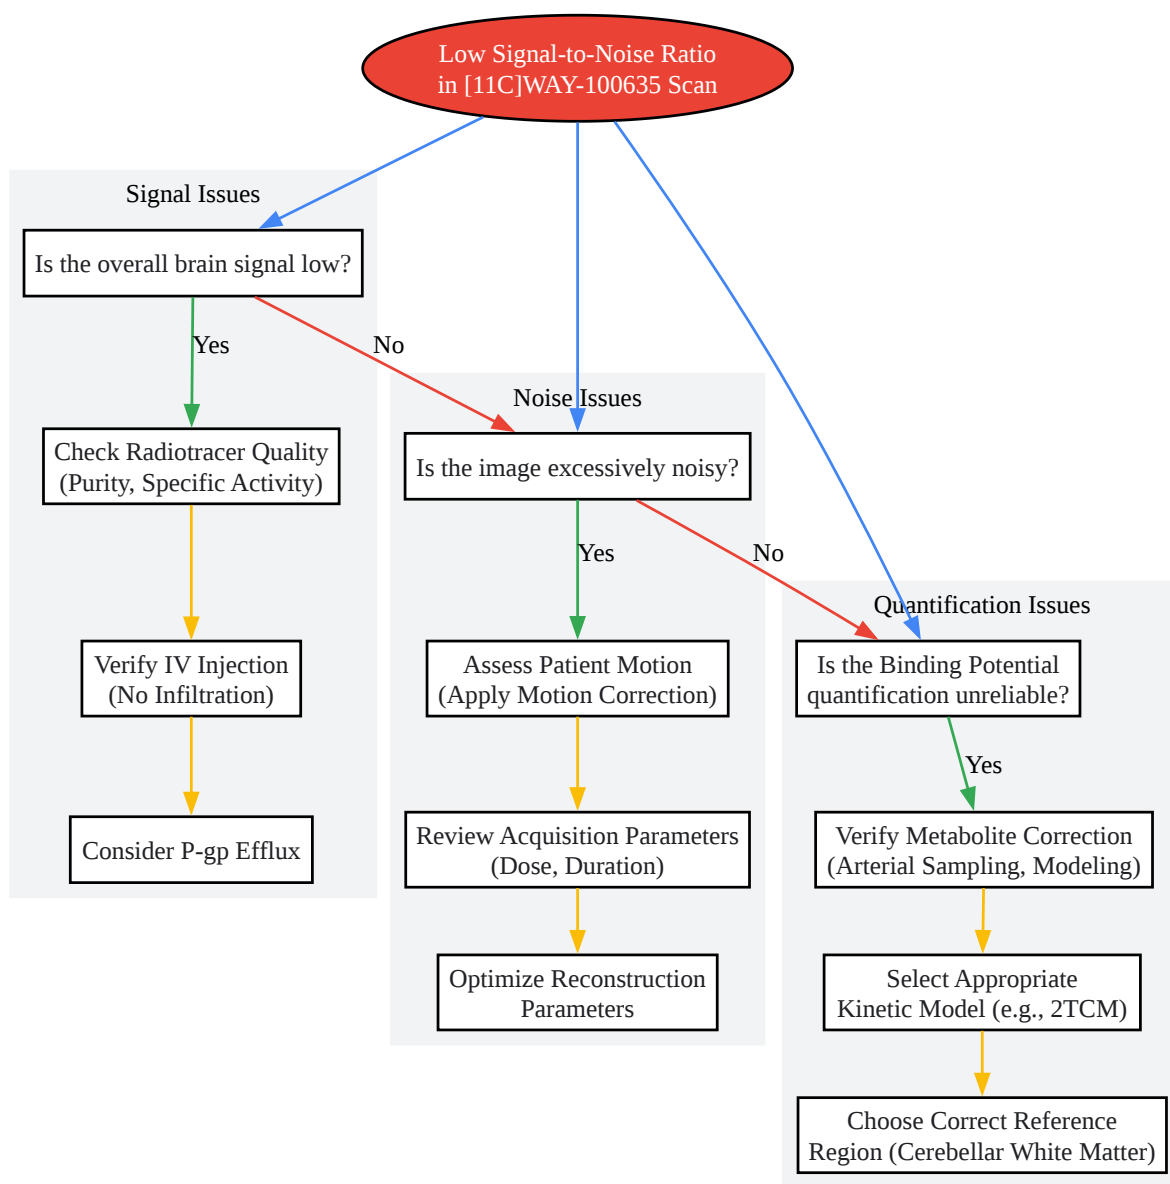 Low Signal-to-Noise Ratio
in [11C]WAY-100635 Scan
Signal Issues
Is the overall brain signal low?
Yes
No
Check Radiotracer Quality
(Purity, Specific Activity)
Verify IV Injection
(No Infiltration)
Consider P-gp Efflux
Noise Issues
Is the image excessively noisy?
Yes
No
Assess Patient Motion
(Apply Motion Correction)
Review Acquisition Parameters
(Dose, Duration)
Optimize Reconstruction
Parameters
Quantification Issues
Is the Binding Potential
quantification unreliable?
Yes
Verify Metabolite Correction
(Arterial Sampling, Modeling)
Select Appropriate
Kinetic Model (e.g., 2TCM)
Choose Correct Reference
Region (Cerebellar White Matter)